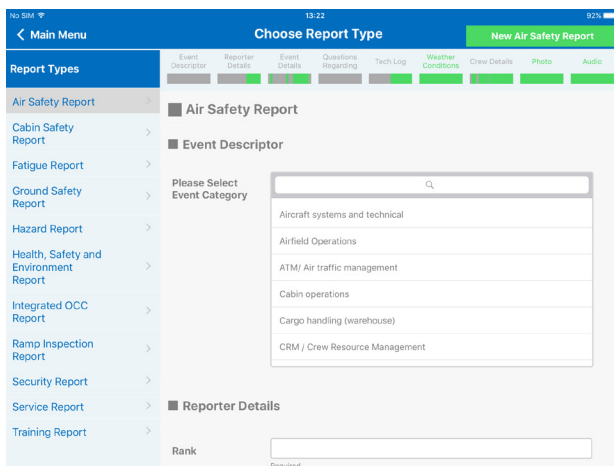 No SIM
13:22
92%
Main Menu
Choose Report Type
New Air Safety Report
Report Types
Event Descriptor
Reporter Details
Event Details
Questions Regarding
Tech Log
Weather Conditions
Crew Details
Photo
Audio
Air Safety Report
Cabin Safety
Report
Fatigue Report
Ground Safety
Report
Hazard Report
Health, Safety and
Environment
Report
Integrated OCC
Report
Ramp Inspection
Report
Security Report
Service Report
Training Report
Air Safety Report
Event Descriptor
Please Select
Event Category
Aircraft systems and technical
Airfield Operations
ATM/ Air traffic management
Cabin operations
Cargo handling (warehouse)
CRM / Crew Resource Management
Reporter Details
Rank
Required